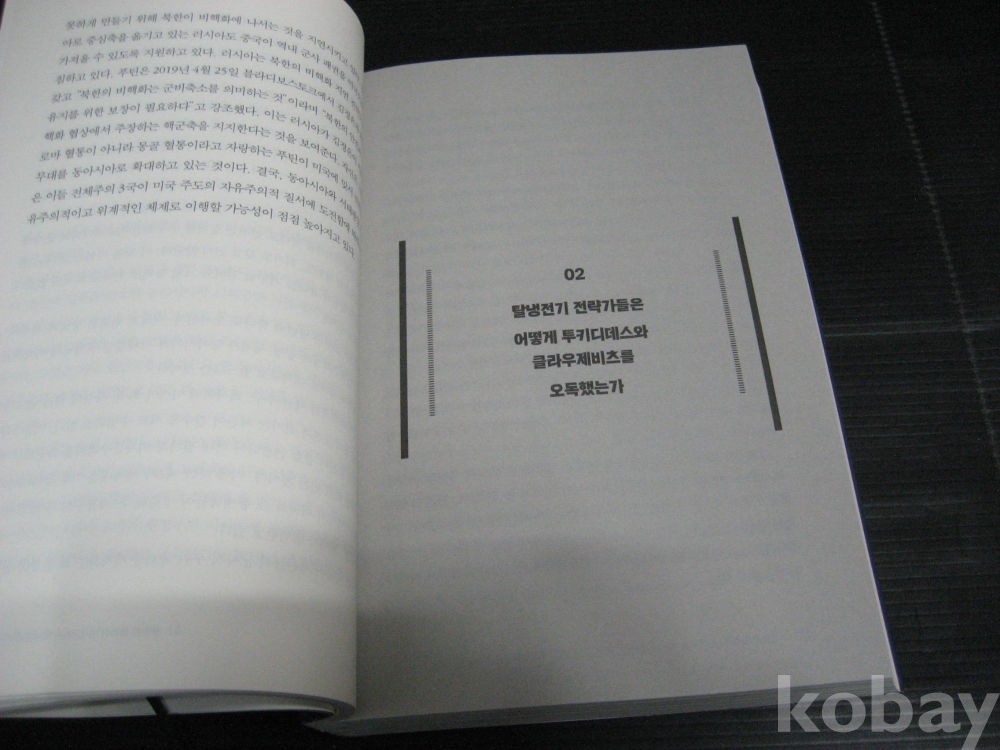 못하게 만들기 위해 북한이 비핵화에 나서는 것을 지연시키고
아로 중심축을 옮기고 있는 러시아도 중국이 역내 군사 패권을
가져올 수 있도록 지원하고 있다. 러시아는 북한의 비핵화
침하고 있다. 푸틴은 2019년 4월 25일 블라디보스토크에서
갖고 "북한의 비핵화는 군비축소를 의미하는 것"이라며 "북한의
유지를 위한 보장이 필요하다"고 강조했다. 이는 러시아가
핵화 협상에서 주장하는 핵군축을 지지한다는 것을 보여준다.
로마 혈통이 아니라 몽골 혈통이라고 자랑하는 푸틴이 미국에
무대를 동아시아로 확대하고 있는 것이다. 결국, 동아시아와
은 이들 전체주의 3국이 미국 주도의 자유주의적 질서에 도전함에
유주의적이고 위계적인 체제로 이행할 가능성이 점점 높아지고 있다.
02
탈냉전기 전략가들은
어떻게 투키디데스와
클라우제비츠를
오독했는가
kobay